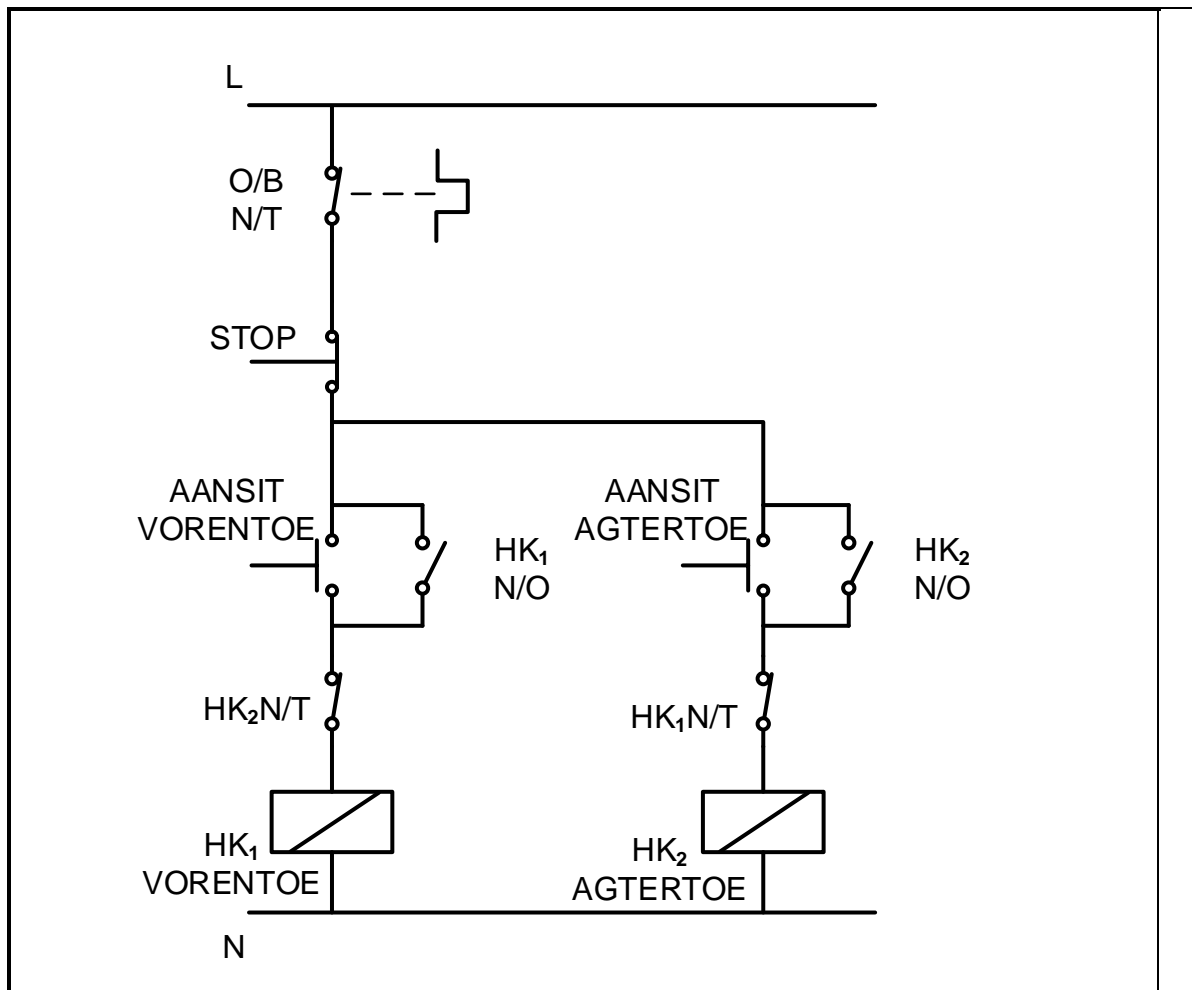 L
O/B
N/T
STOP
AANSIT
VORENTOE
HK₁
N/O
AANSIT
AGTERTOE
HK₂
N/O
HK₂N/T
HK₁N/T
HK₁
VORENTOE
HK₂
AGTERTOE
N